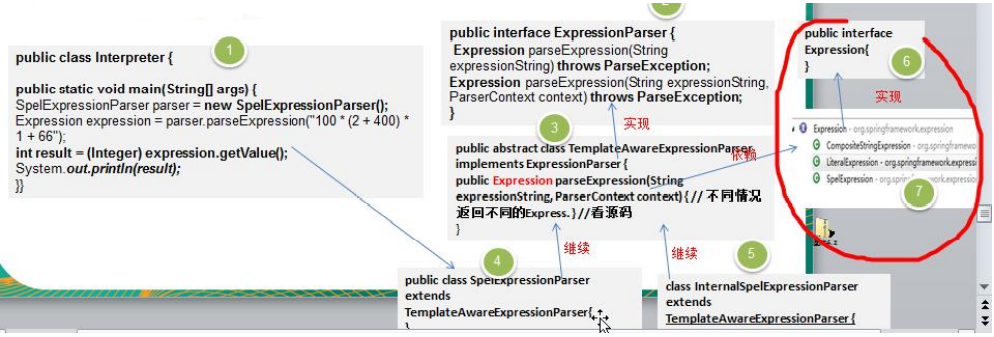 1
public class Interpreter {
public static void main(String[] args) {
SpelExpressionParser parser = new SpelExpressionParser();
Expression expression = parser.parseExpression("100 * (2 + 400) *
1 + 66");
int result = (Integer) expression.getValue();
System.out.println(result);
}}
2
public interface ExpressionParser {
Expression parseExpression(String
expressionString) throws ParseException;
Expression parseExpression(String expressionString,
ParserContext context) throws ParseException;
}
3
实现
public abstract class TemplateAwareExpressionParser
implements ExpressionParser {
public Expression parseExpression(String
expressionString, ParserContext context) { // 不同情况
返回不同的Express. } //看源码
}
依赖
4
继续
继续
5
public class SpelExpressionParser
extends
TemplateAwareExpressionParser{
}
class InternalSpelExpressionParser
extends
TemplateAwareExpressionParser {
public interface
Expression{
}
6
实现
Expression - org.springframework.expression
CompositeStringExpression - org.springframewo
LiteralExpression - org.springframework.expressi
SpelExpression - org.spring work.expression
7